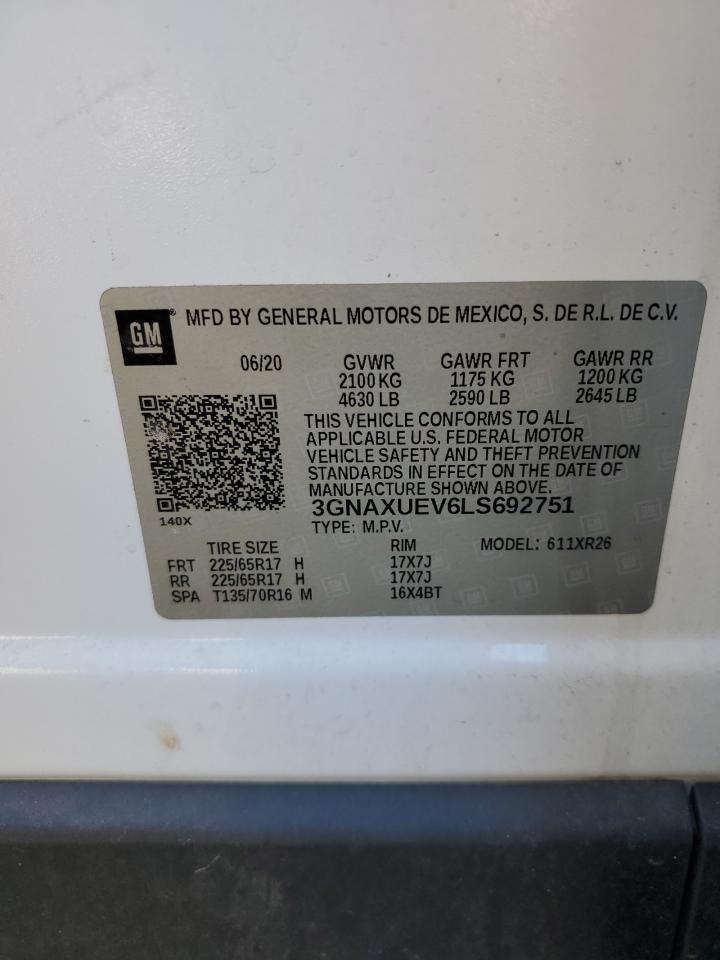 GM ® MFD BY GENERAL MOTORS DE MEXICO, S. DE R.L. DE C.V.
06/20 GVWR GAWR FRT GAWR RR
2100 KG 1175 KG 1200 KG
4630 LB 2590 LB 2645 LB
THIS VEHICLE CONFORMS TO ALL
APPLICABLE U.S. FEDERAL MOTOR
VEHICLE SAFETY AND THEFT PREVENTION
STANDARDS IN EFFECT ON THE DATE OF
MANUFACTURE SHOWN ABOVE.
3GNAXUEV6LS692751
140X
TYPE: M.P.V.
TIRE SIZE RIM MODEL: 611XR26
FRT 225/65R17 H 17X7J
RR 225/65R17 H 17X7J
SPA T135/70R16 M 16X4BT